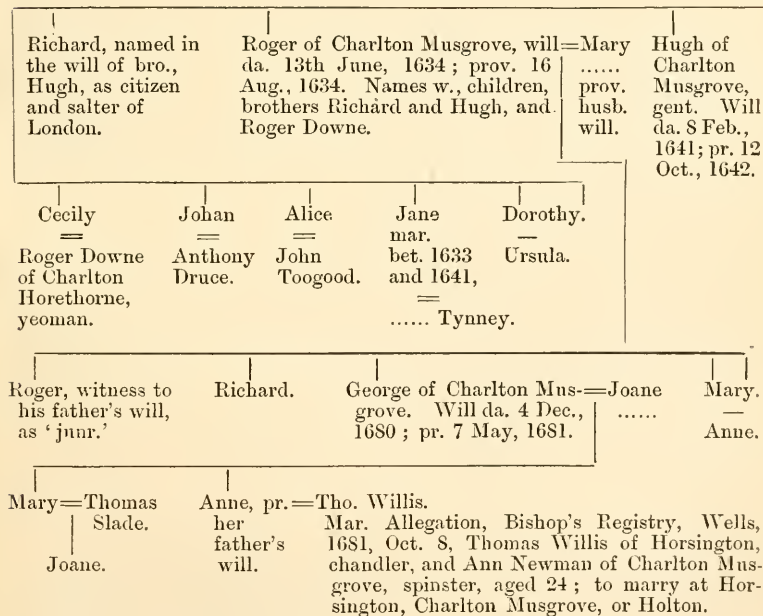 Richard, named in
the will of bro.,
Hugh, as citizen
and salter of
London.
Roger of Charlton Musgrove, will=Mary
da. 13th June, 1634 ; prov. 16
Aug., 1634. Names w., children,
brothers Richard and Hugh, and
Roger Downe.
......
prov.
husb.
will.
Hugh of
Charlton
Musgrove,
gent. Will
da. 8 Feb.,
1641; pr. 12
Oct., 1642.
Cecily
=
Roger Downe
of Charlton
Horethorne,
yeoman.
Johan
=
Anthony
Druce.
Alice
=
John
Toogood.
Jane
mar.
bet. 1633
and 1641,
=
...... Tynney.
Dorothy.
—
Ursula.
Roger, witness to
his father's will,
as ' junr.'
Richard.
George of Charlton Mus-=Joane
grove. Will da. 4 Dec., ......
1680 ; pr. 7 May, 1681.
Mary.
—
Anne.
Mary=Thomas
Slade.
Joane.
Anne, pr.=Tho. Willis.
her
father's
will.
Mar. Allegation, Bishop's Registry, Wells,
1681, Oct. 8, Thomas Willis of Horsington,
chandler, and Ann Newman of Charlton Mus-
grove, spinster, aged 24 ; to marry at Hor-
sington, Charlton Musgrove, or Holton.